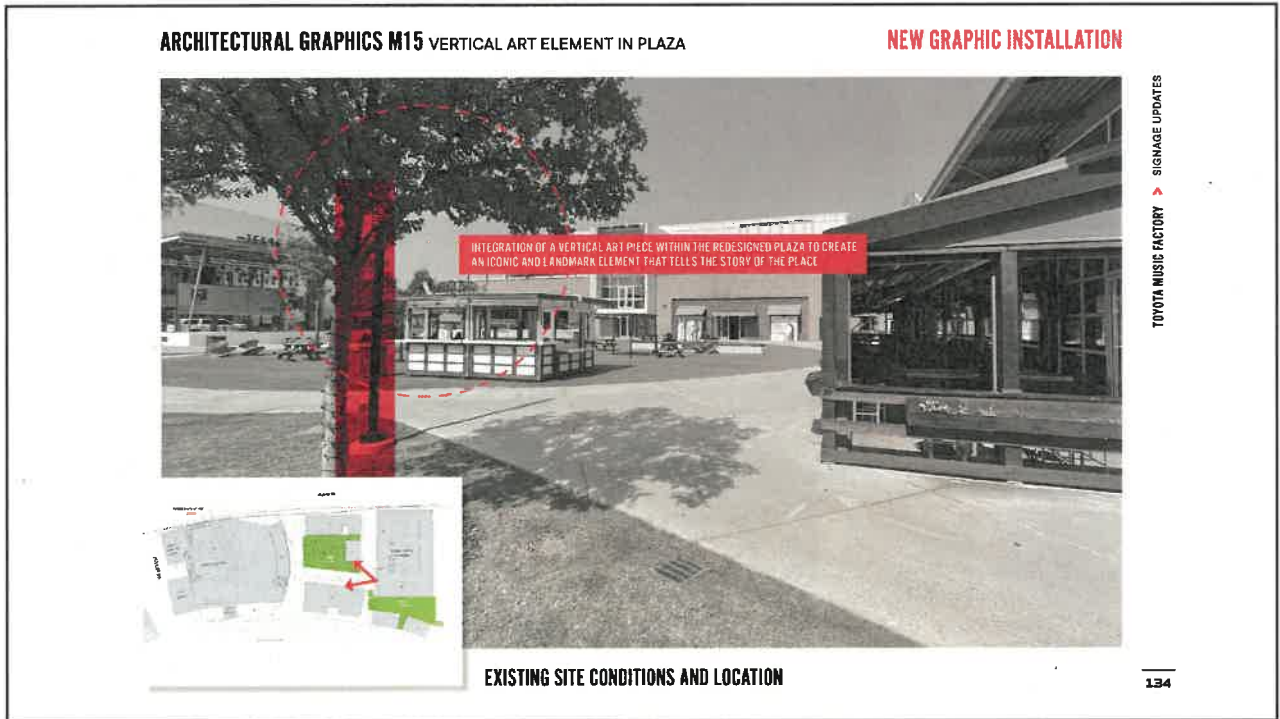 ARCHITECTURAL GRAPHICS M15 VERTICAL ART ELEMENT IN PLAZA
NEW GRAPHIC INSTALLATION
INTEGRATION OF A VERTICAL ART PIECE WITHIN THE REDESIGNED PLAZA TO CREATE
AN ICONIC AND LANDMARK ELEMENT THAT TELLS THE STORY OF THE PLACE
TOYOTA MUSIC FACTORY > SIGNAGE UPDATES
EXISTING SITE CONDITIONS AND LOCATION
134